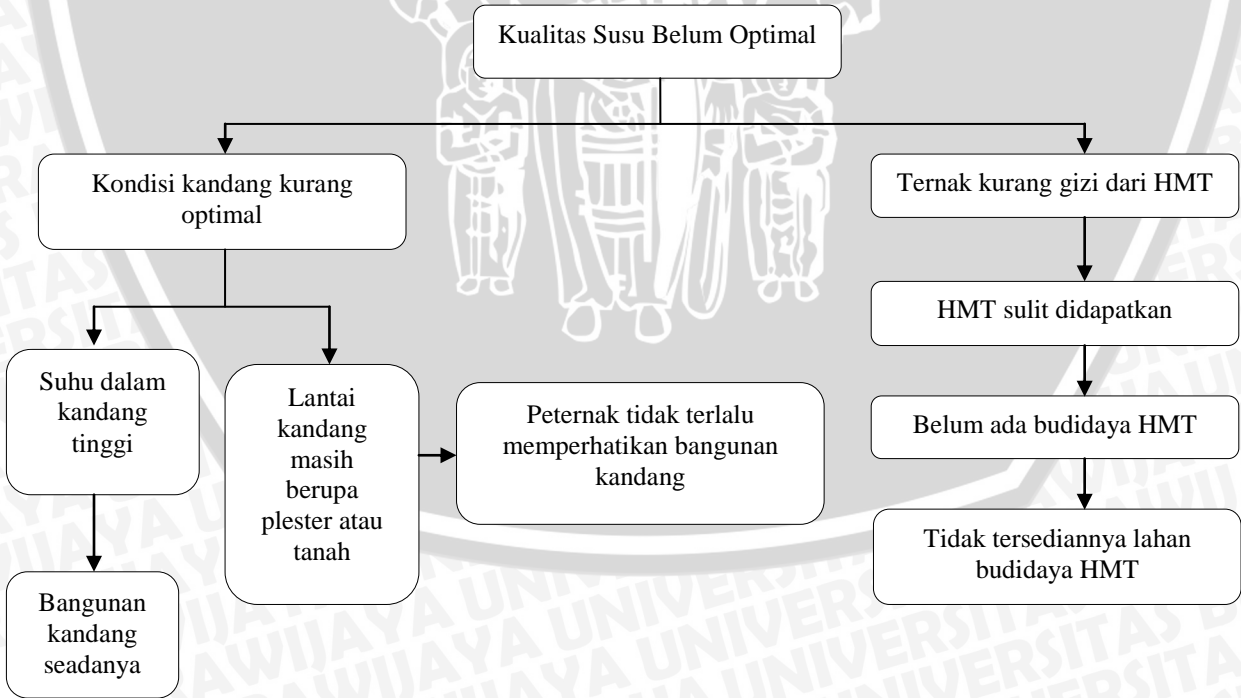 Kualitas Susu Belum Optimal
Kondisi kandang kurang
optimal
Ternak kurang gizi dari HMT
HMT sulit didapatkan
Suhu dalam
kandang
tinggi
Lantai
kandang
masih
berupa
plester atau
tanah
Peternak tidak terlalu
memperhatikan bangunan
kandang
Belum ada budidaya HMT
Tidak tersediannya lahan
budidaya HMT
Bangunan
kandang
seadanya